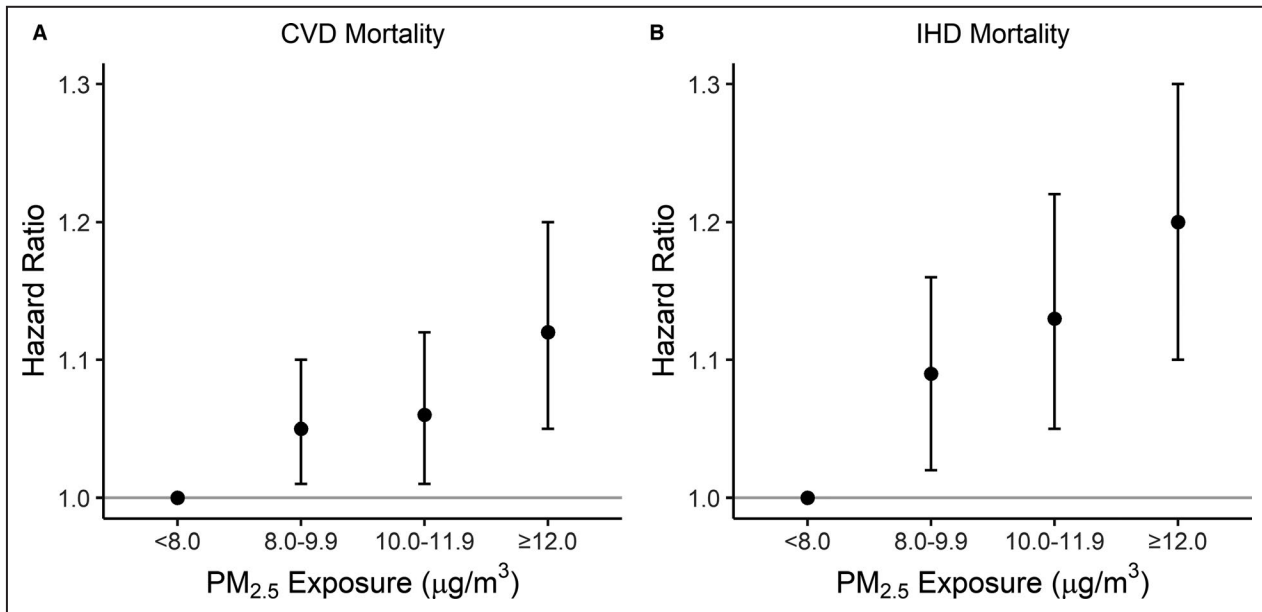 A
CVD Mortality
Hazard Ratio
1.3
1.2
1.1
1.0
<8.0
8.0-9.9
10.0-11.9
≥12.0
PM2.5 Exposure (μg/m3)
B
IHD Mortality
Hazard Ratio
1.3
1.2
1.1
1.0
<8.0
8.0-9.9
10.0-11.9
≥12.0
PM2.5 Exposure (μg/m3)